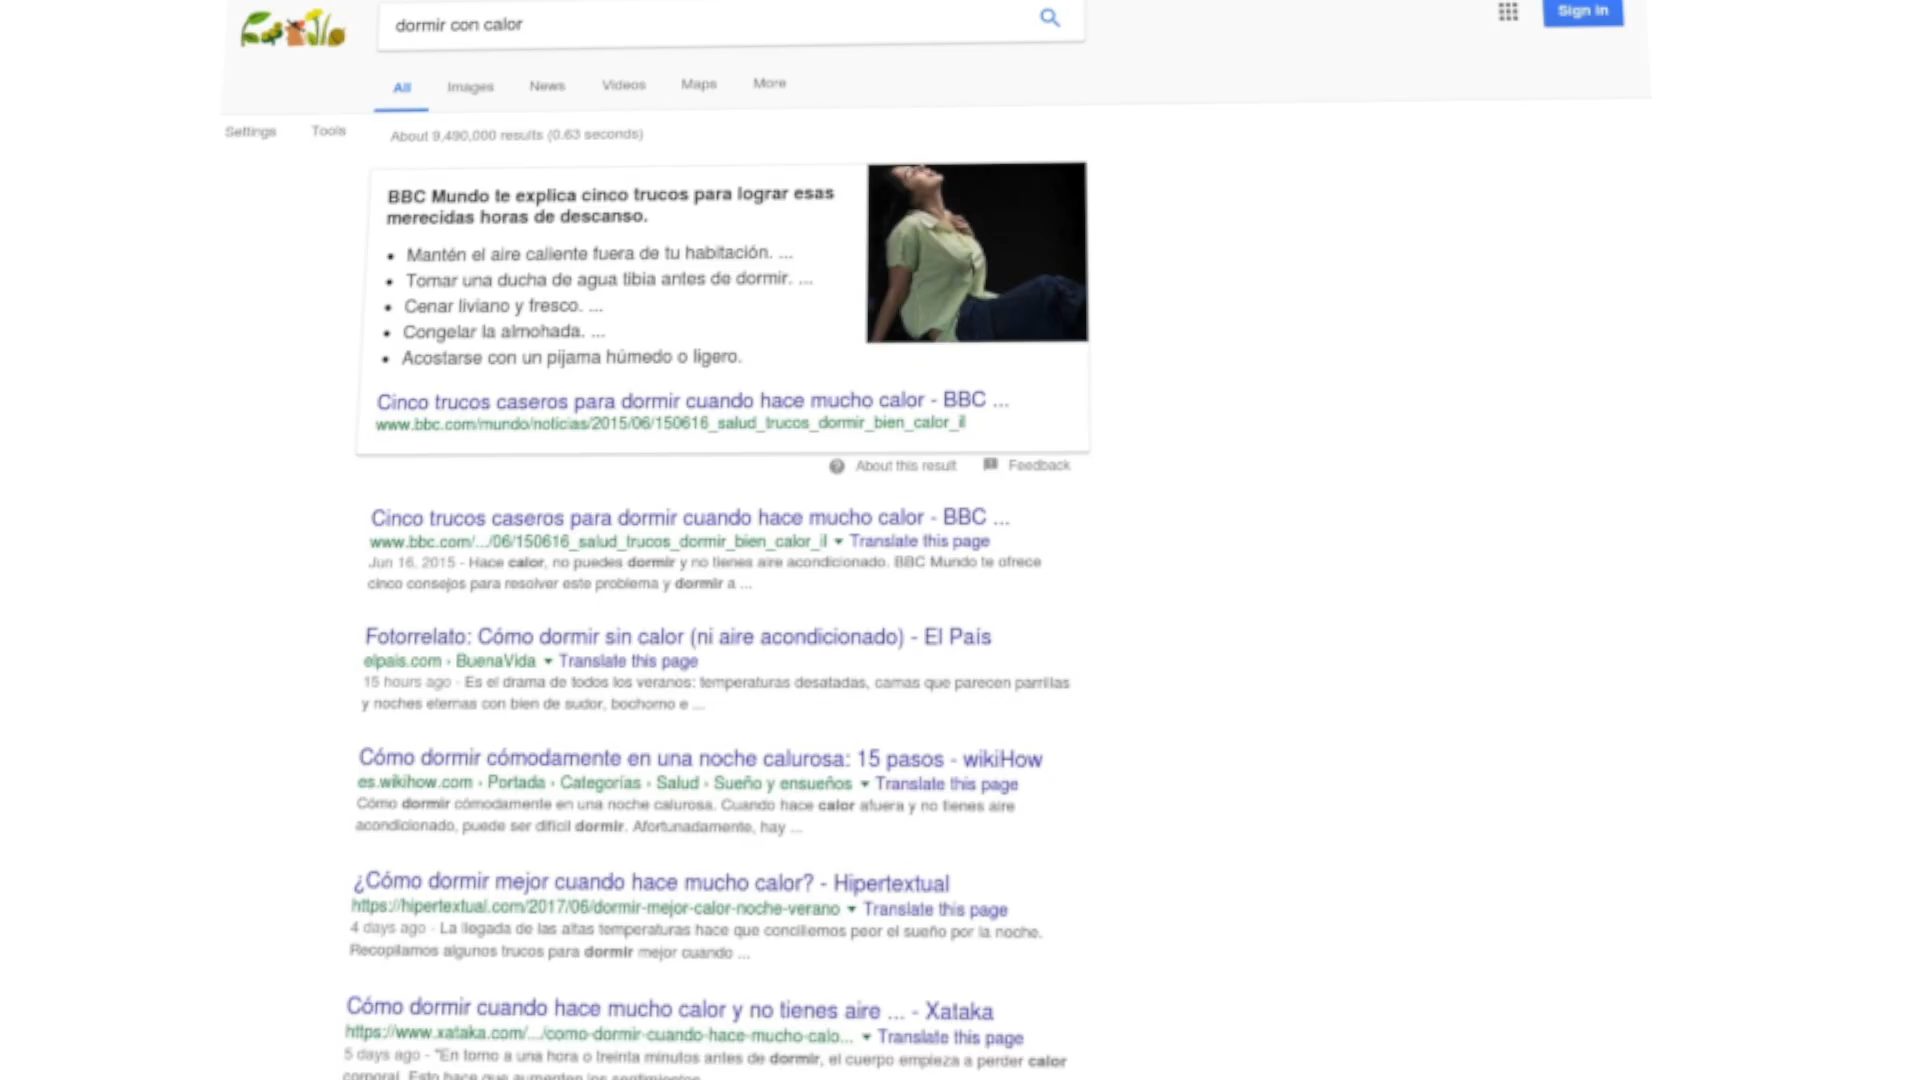 dormir con calor
Sign in
All Images News Videos Maps More
Settings Tools About 9,490,000 results (0.63 seconds)
BBC Mundo te explica cinco trucos para lograr esas
merecidas horas de descanso.
• Mantén el aire caliente fuera de tu habitación. ...
• Tomar una ducha de agua tibia antes de dormir. ...
• Cenar liviano y fresco. ...
• Congelar la almohada. ...
• Acostarse con un pijama húmedo o ligero.
Cinco trucos caseros para dormir cuando hace mucho calor - BBC ...
www.bbc.com/mundo/noticias/2015/06/150616_salud_trucos_dormir_bien_calor_il
About this result Feedback
Cinco trucos caseros para dormir cuando hace mucho calor - BBC ...
www.bbc.com/.../06/150616_salud_trucos_dormir_bien_calor_il Translate this page
Jun 16, 2015 - Hace calor, no puedes dormir y no tienes aire acondicionado. BBC Mundo te ofrece
cinco consejos para resolver este problema y dormir a ...
Fotorrelato: Cómo dormir sin calor (ni aire acondicionado) - El País
elpais.com › BuenaVida Translate this page
15 hours ago - Es el drama de todos los veranos: temperaturas desatadas, camas que parecen parrillas
y noches eternas con bien de sudor, bochorno e ...
Cómo dormir cómodamente en una noche calurosa: 15 pasos - wikiHow
es.wikihow.com › Portada › Categorías › Salud › Sueño y ensueños Translate this page
Cómo dormir cómodamente en una noche calurosa. Cuando hace calor afuera y no tienes aire
acondicionado, puede ser difícil dormir. Afortunadamente, hay ...
¿Cómo dormir mejor cuando hace mucho calor? - Hipertextual
https://hipertextual.com/2017/06/dormir-mejor-calor-noche-verano Translate this page
4 days ago - La llegada de las altas temperaturas hace que conciliemos peor el sueño por la noche.
Recopilamos algunos trucos para dormir mejor cuando ...
Cómo dormir cuando hace mucho calor y no tienes aire ... - Xataka
https://www.xataka.com/.../como-dormir-cuando-hace-mucho-calo... Translate this page
5 days ago - "En torno a una hora o treinta minutos antes de dormir, el cuerpo empieza a perder calor
corporal. Esto hace que aumenten los sentimientos